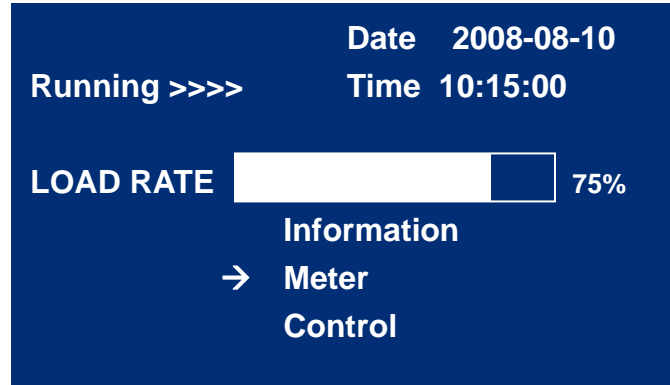 Date 2008-08-10
Running >>>> Time 10:15:00
LOAD RATE 75%
Information
→ Meter
Control